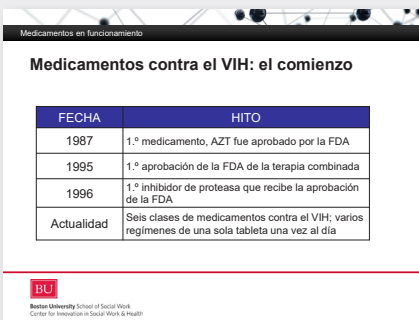 Medicamentos en funcionamiento
Medicamentos contra el VIH: el comienzo
FECHA HITO
1987 1.º medicamento, AZT fue aprobado por la FDA
1995 1.º aprobación de la FDA de la terapia combinada
1996 1.º inhibidor de proteasa que recibe la aprobación
de la FDA
Actualidad Seis clases de medicamentos contra el VIH; varios
regímenes de una sola tableta una vez al día
BU
Boston University School of Social Work
Center for Innovation in Social Work & Health